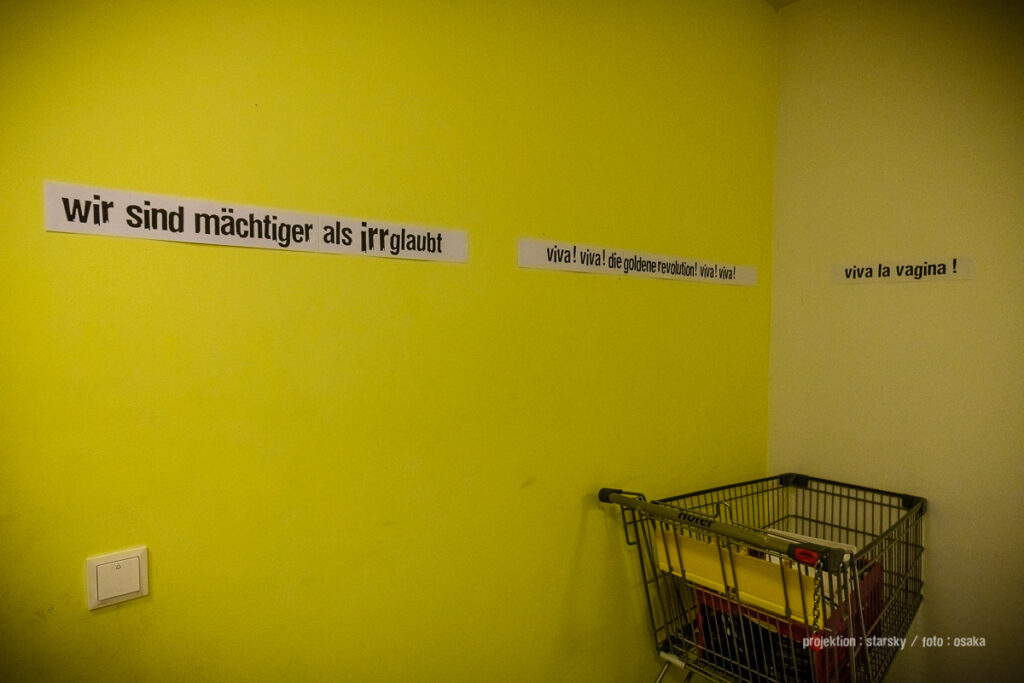 wir sind mächtiger als irrglaubt
viva! viva! die goldene revolution! viva! viva!
viva la vagina !
Hofer
projektion : starsky / foto : osaka